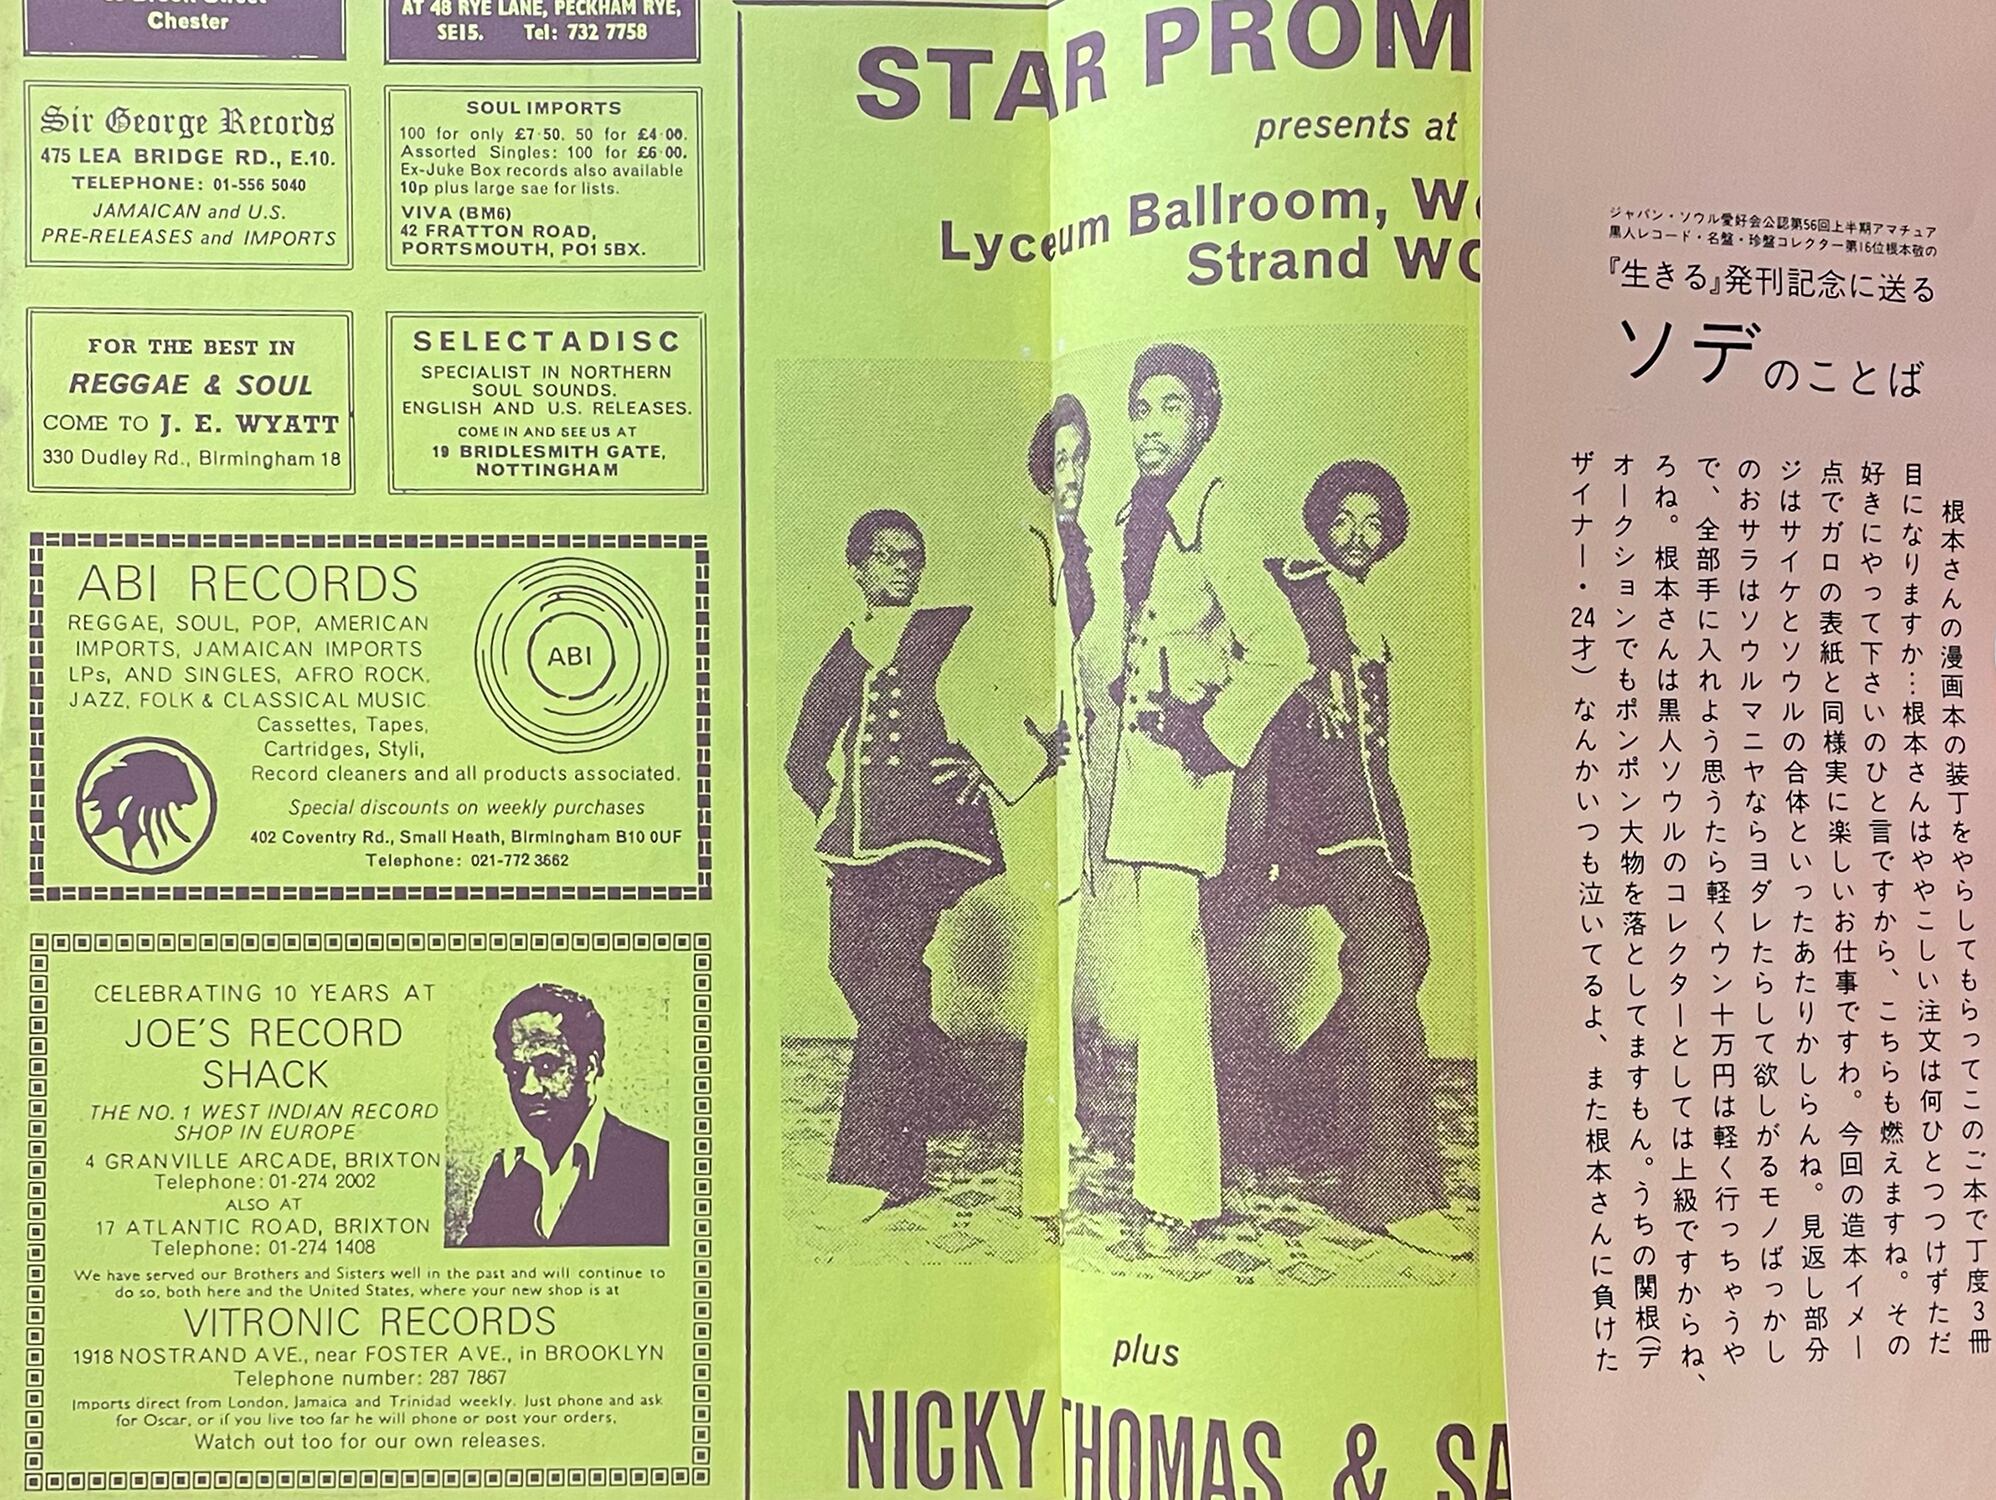 Chester
AT 48 RYE LANE, PECKHAM RYE,
SE15. Tel: 732 7758
Sir George Records
475 LEA BRIDGE RD., E.10.
TELEPHONE: 01-556 5040
JAMAICAN and U.S.
PRE-RELEASES and IMPORTS
SOUL IMPORTS
100 for only £7·50. 50 for £4·00.
Assorted Singles: 100 for £6·00.
Ex-Juke Box records also available
10p plus large sae for lists.
VIVA (BM6)
42 FRATTON ROAD,
PORTSMOUTH, PO1 5BX.
FOR THE BEST IN
REGGAE & SOUL
COME TO J. E. WYATT
330 Dudley Rd., Birmingham 18
SELECTADISC
SPECIALIST IN NORTHERN
SOUL SOUNDS.
ENGLISH AND U.S. RELEASES.
COME IN AND SEE US AT
19 BRIDLESMITH GATE,
NOTTINGHAM
ABI RECORDS
REGGAE, SOUL, POP, AMERICAN
IMPORTS, JAMAICAN IMPORTS
LPs, AND SINGLES, AFRO ROCK,
JAZZ, FOLK & CLASSICAL MUSIC.
Cassettes, Tapes,
Cartridges, Styli,
Record cleaners and all products associated.
Special discounts on weekly purchases
402 Coventry Rd., Small Heath, Birmingham B10 0UF
Telephone: 021-772 3662
ABI
CELEBRATING 10 YEARS AT
JOE'S RECORD
SHACK
THE NO. 1 WEST INDIAN RECORD
SHOP IN EUROPE
4 GRANVILLE ARCADE, BRIXTON
Telephone: 01-274 2002
ALSO AT
17 ATLANTIC ROAD, BRIXTON
Telephone: 01-274 1408
We have served our Brothers and Sisters well in the past and will continue to
do so, both here and the United States, where your new shop is at
VITRONIC RECORDS
1918 NOSTRAND AVE., near FOSTER AVE., in BROOKLYN
Telephone number: 287 7867
Imports direct from London, Jamaica and Trinidad weekly. Just phone and ask
for Oscar, or if you live too far he will phone or post your orders,
Watch out too for our own releases.
STAR PROM
presents at
Lyceum Ballroom, W
Strand WC
plus
NICKY THOMAS & SA
ジャパン・ソウル愛好会公認第56回上半期アマチュア
黒人レコード・名盤・珍盤コレクター第16位根本敬の
『生きる』発刊記念に送る
ソデのことば
根本さんの漫画本の装丁をやらしてもらってこのご本で丁度3冊
目になりますか…根本さんはややこしい注文は何ひとつつけずただ
好きにやって下さいのひと言ですから、こちらも燃えますね。その
点でガロの表紙と同様実に楽しいお仕事ですわ。今回の造本イメー
ジはサイケとソウルの合体といったあたりかしらんね。見返し部分
のおサラはソウルマニヤならヨダレたらして欲しがるモノばっかし
で、全部手に入れよう思うたら軽くウン十万円は軽く行っちゃうや
ろね。根本さんは黒人ソウルのコレクターとしては上級ですからね、
オークションでもポンポン大物を落としてますもん。うちの関根(デ
ザイナー・24才)なんかいつも泣いてるよ、また根本さんに負けた